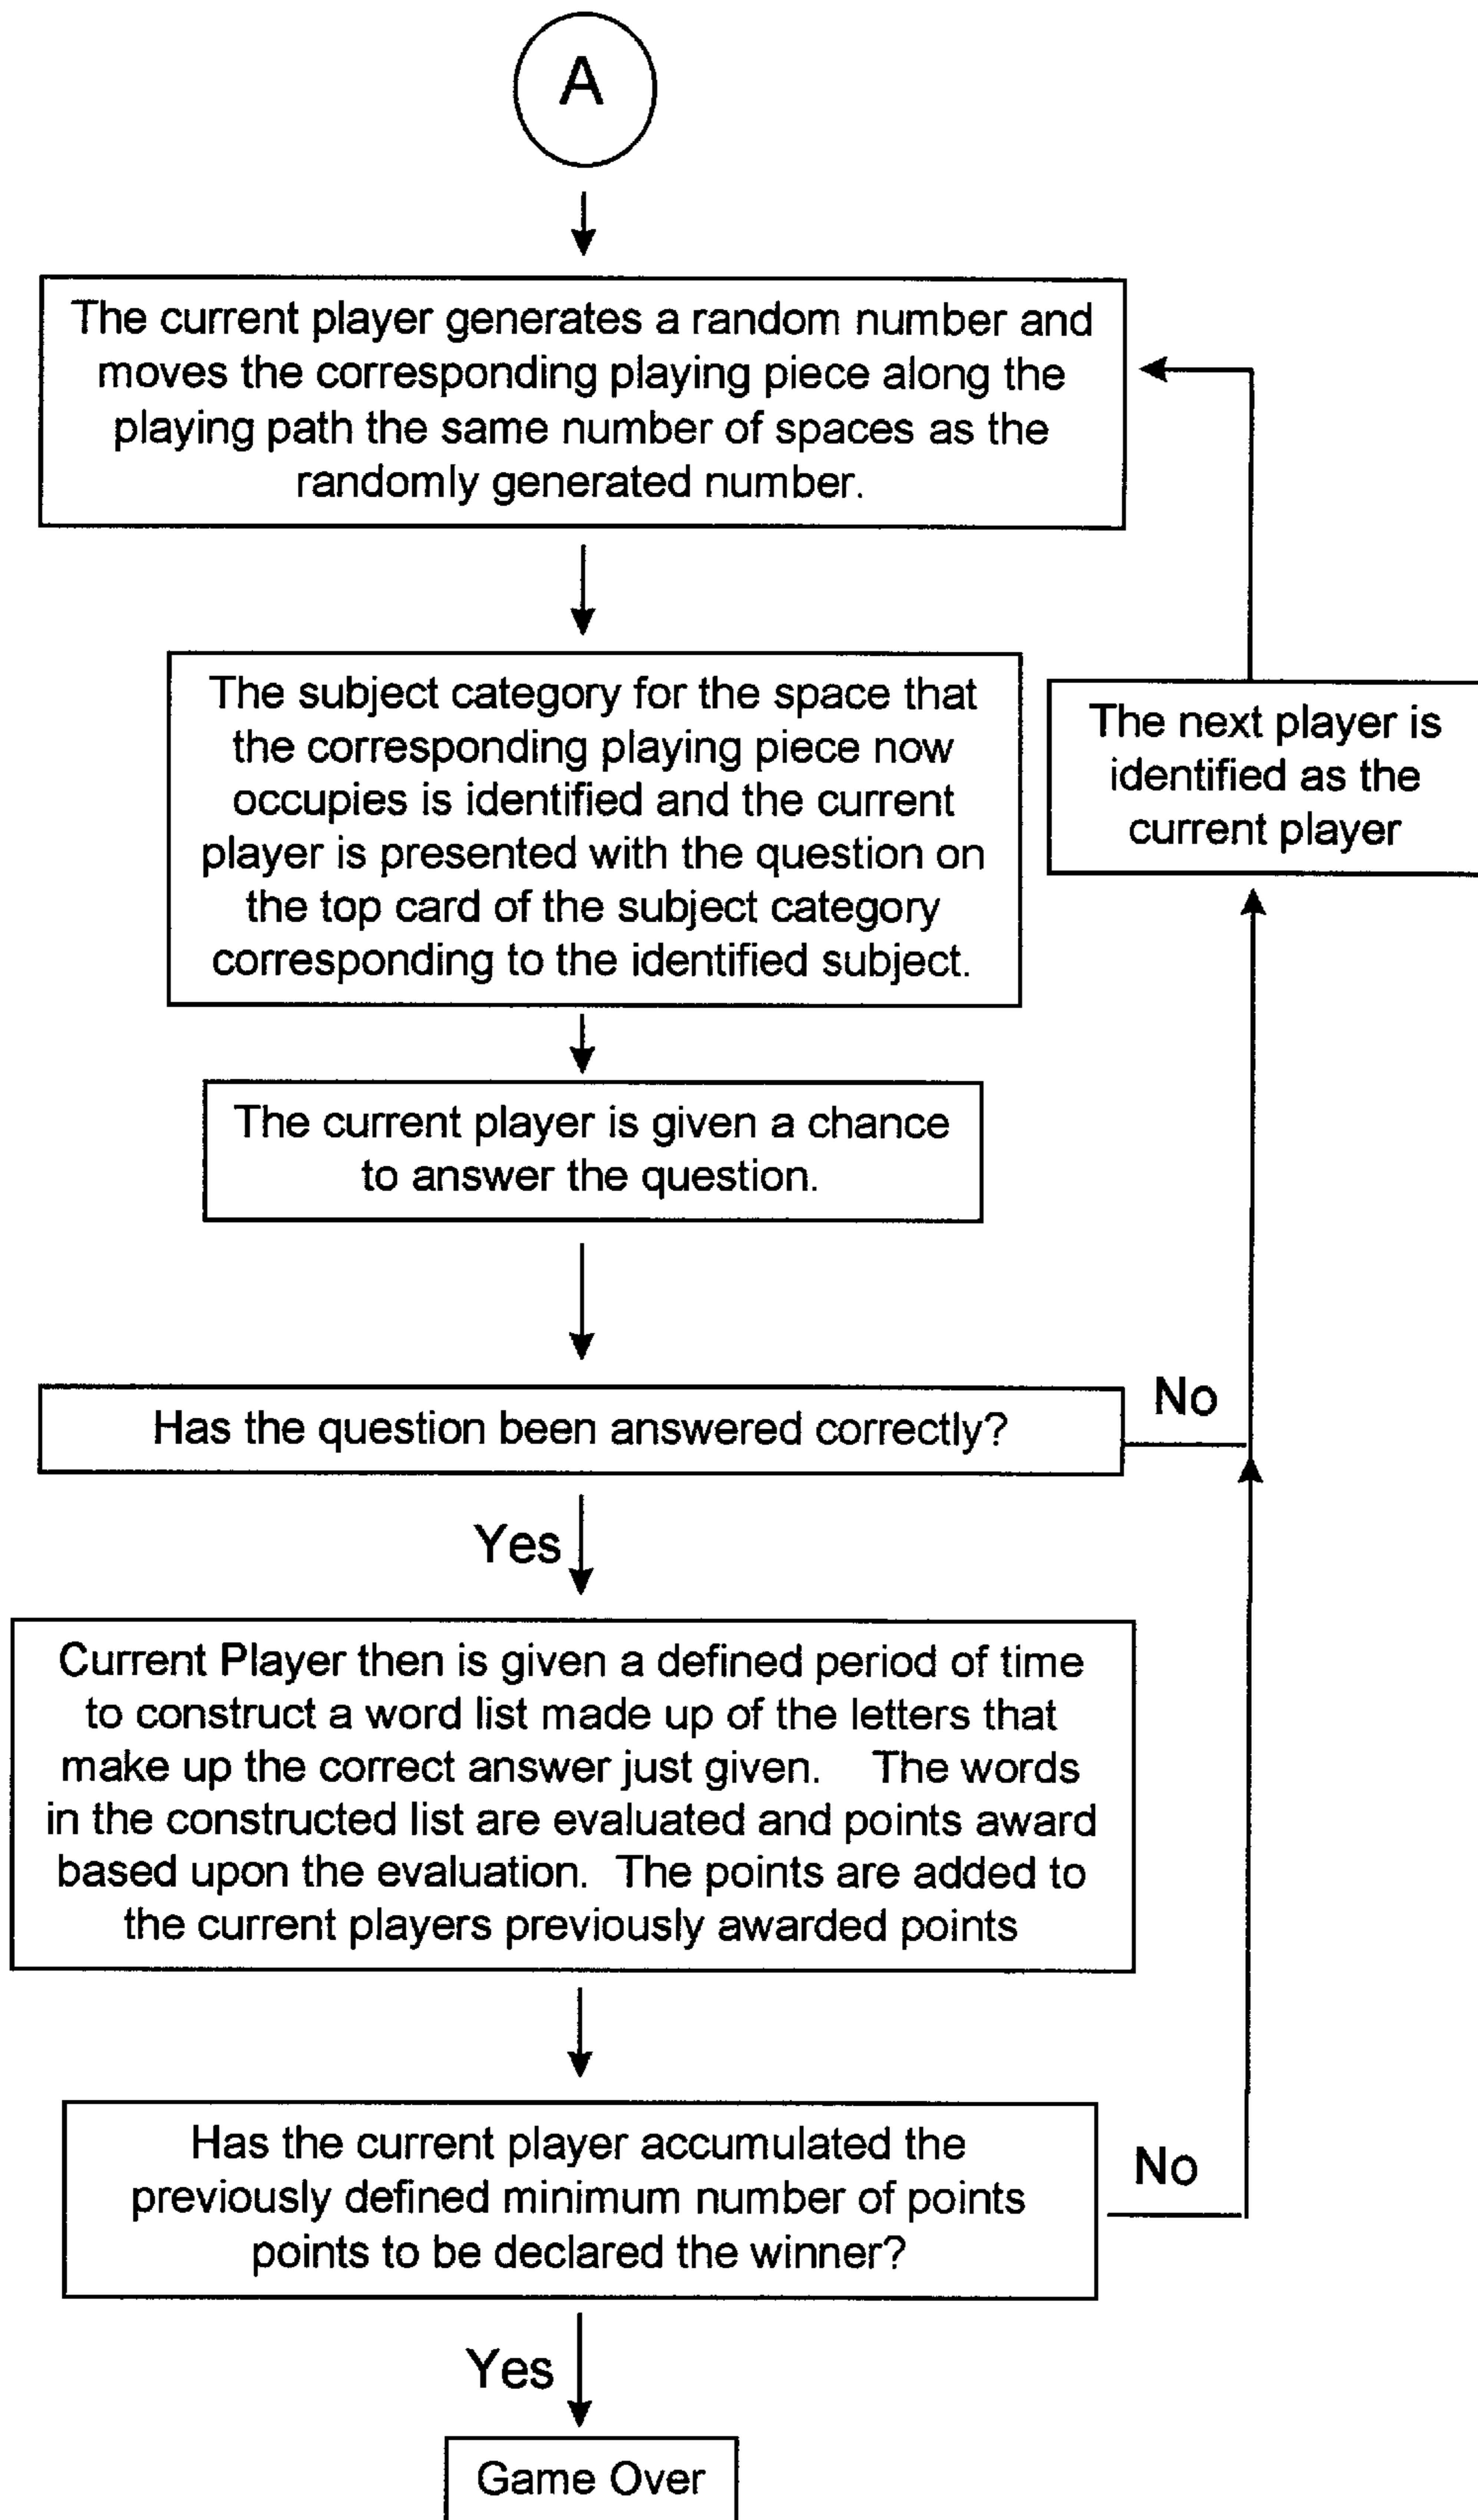 A
The current player generates a random number and
moves the corresponding playing piece along the
playing path the same number of spaces as the
randomly generated number.
The subject category for the space that
the corresponding playing piece now
occupies is identified and the current
player is presented with the question on
the top card of the subject category
corresponding to the identified subject.
The next player is
identified as the
current player
The current player is given a chance
to answer the question.
Has the question been answered correctly?
No
Yes
Current Player then is given a defined period of time
to construct a word list made up of the letters that
make up the correct answer just given. The words
in the constructed list are evaluated and points award
based upon the evaluation. The points are added to
the current players previously awarded points
Has the current player accumulated the
previously defined minimum number of points
points to be declared the winner?
No
Yes
Game Over